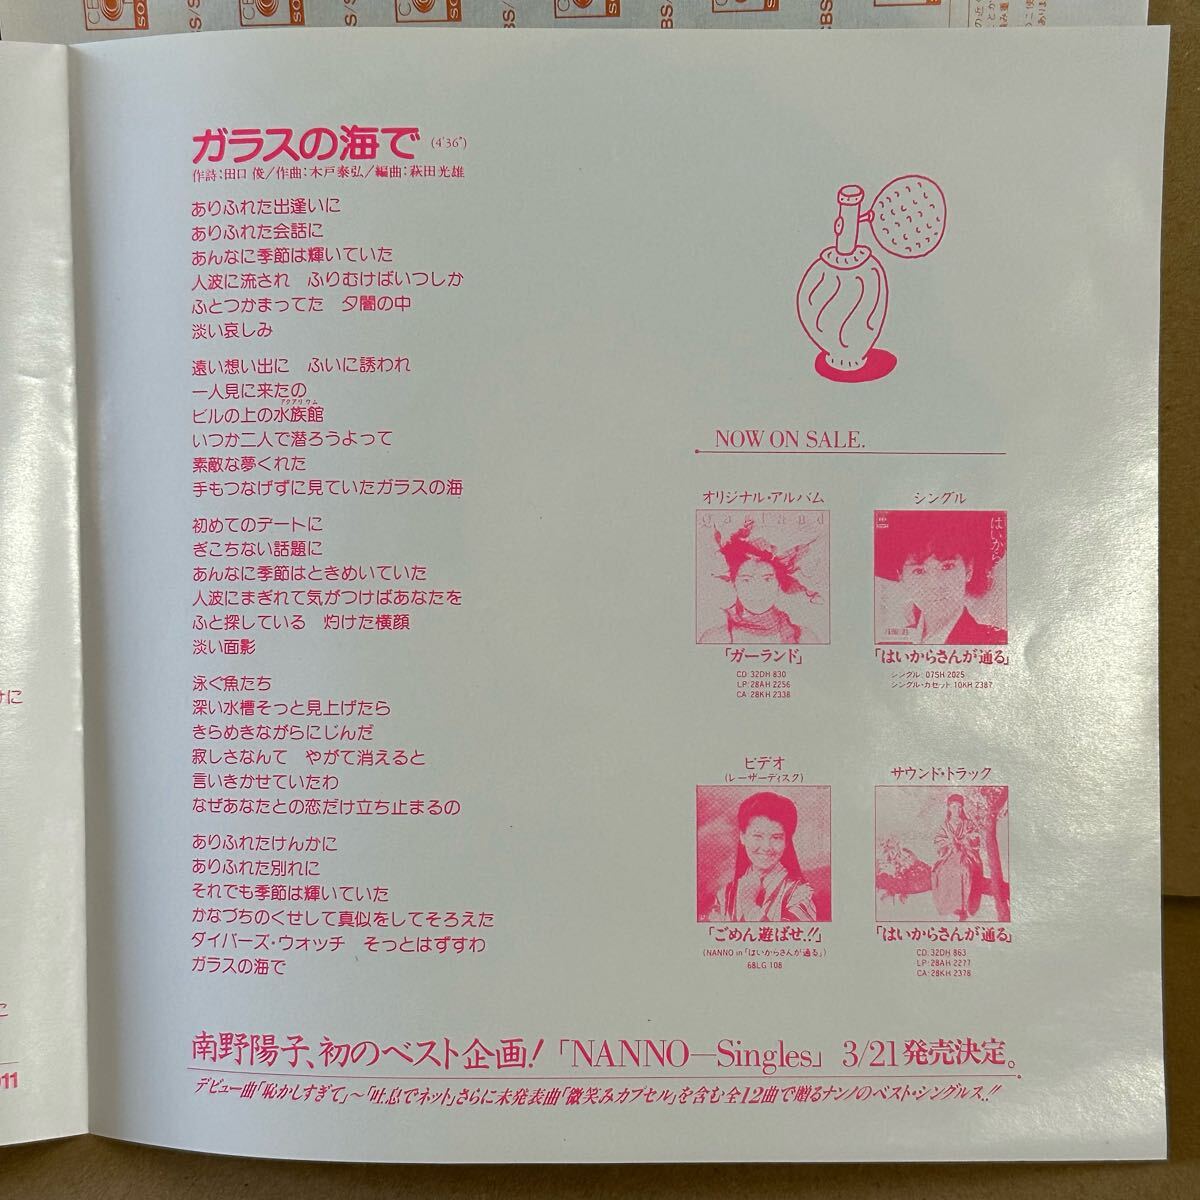 ガラスの海で (4'36")
作詩:田口 俊/作曲:木戸泰弘/編曲:萩田光雄
ありふれた出逢いに
ありふれた会話に
あんなに季節は輝いていた
人波に流され　ふりむけばいつしか
ふとつかまってた　夕闇の中
淡い哀しみ
遠い想い出に　ふいに誘われ
一人見に来たの
アクアリウム
ビルの上の水族館
いつか二人で潜ろうよって
素敵な夢くれた
手もつなげずに見ていたガラスの海
初めてのデートに
ぎこちない話題に
あんなに季節はときめいていた
人波にまぎれて気がつけばあなたを
ふと探している　灼けた横顔
淡い面影
泳ぐ魚たち
深い水槽そっと見上げたら
きらめきながらにじんだ
寂しさなんて　やがて消えると
言いきかせていたわ
なぜあなたとの恋だけ立ち止まるの
ありふれたけんかに
ありふれた別れに
それでも季節は輝いていた
かなづちのくせして真似をしてそろえた
ダイバーズ・ウォッチ　そっとはずすわ
ガラスの海で
NOW ON SALE.
オリジナル・アルバム
garland
「ガーランド」
CD:32DH 830
LP:28AH 2256
CA:28KH 2338
シングル
はいから
「はいからさんが通る」
シングル:07SH 2025
シングル・カセット:10KH 2387
ビデオ
(レーザーディスク)
「ごめん遊ばせ!!」
(NANNO in「はいからさんが通る」)
68LG 108
サウンド・トラック
「はいからさんが通る」
CD:32DH 863
LP:28AH 2277
CA:28KH 2378
南野陽子、初のベスト企画!「NANNO—Singles」3/21発売決定。
デビュー曲「恥かしすぎて」〜「吐息でネット」さらに未発表曲「微笑みカプセル」を含む全12曲で贈るナンノのベスト・シングルス!!